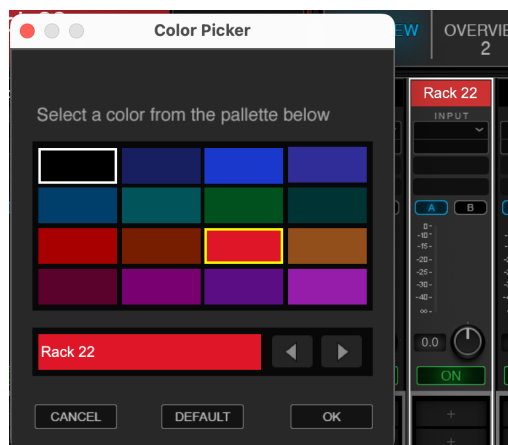 Color Picker
Select a color from the pallette below
Rack 22
CANCEL
DEFAULT
OK
EW
OVERVIE
2
Rack 22
INPUT
A
B
0-
-10-
-15-
-20-
-25-
-30-
-40-
∞-
0.0
ON
+
+